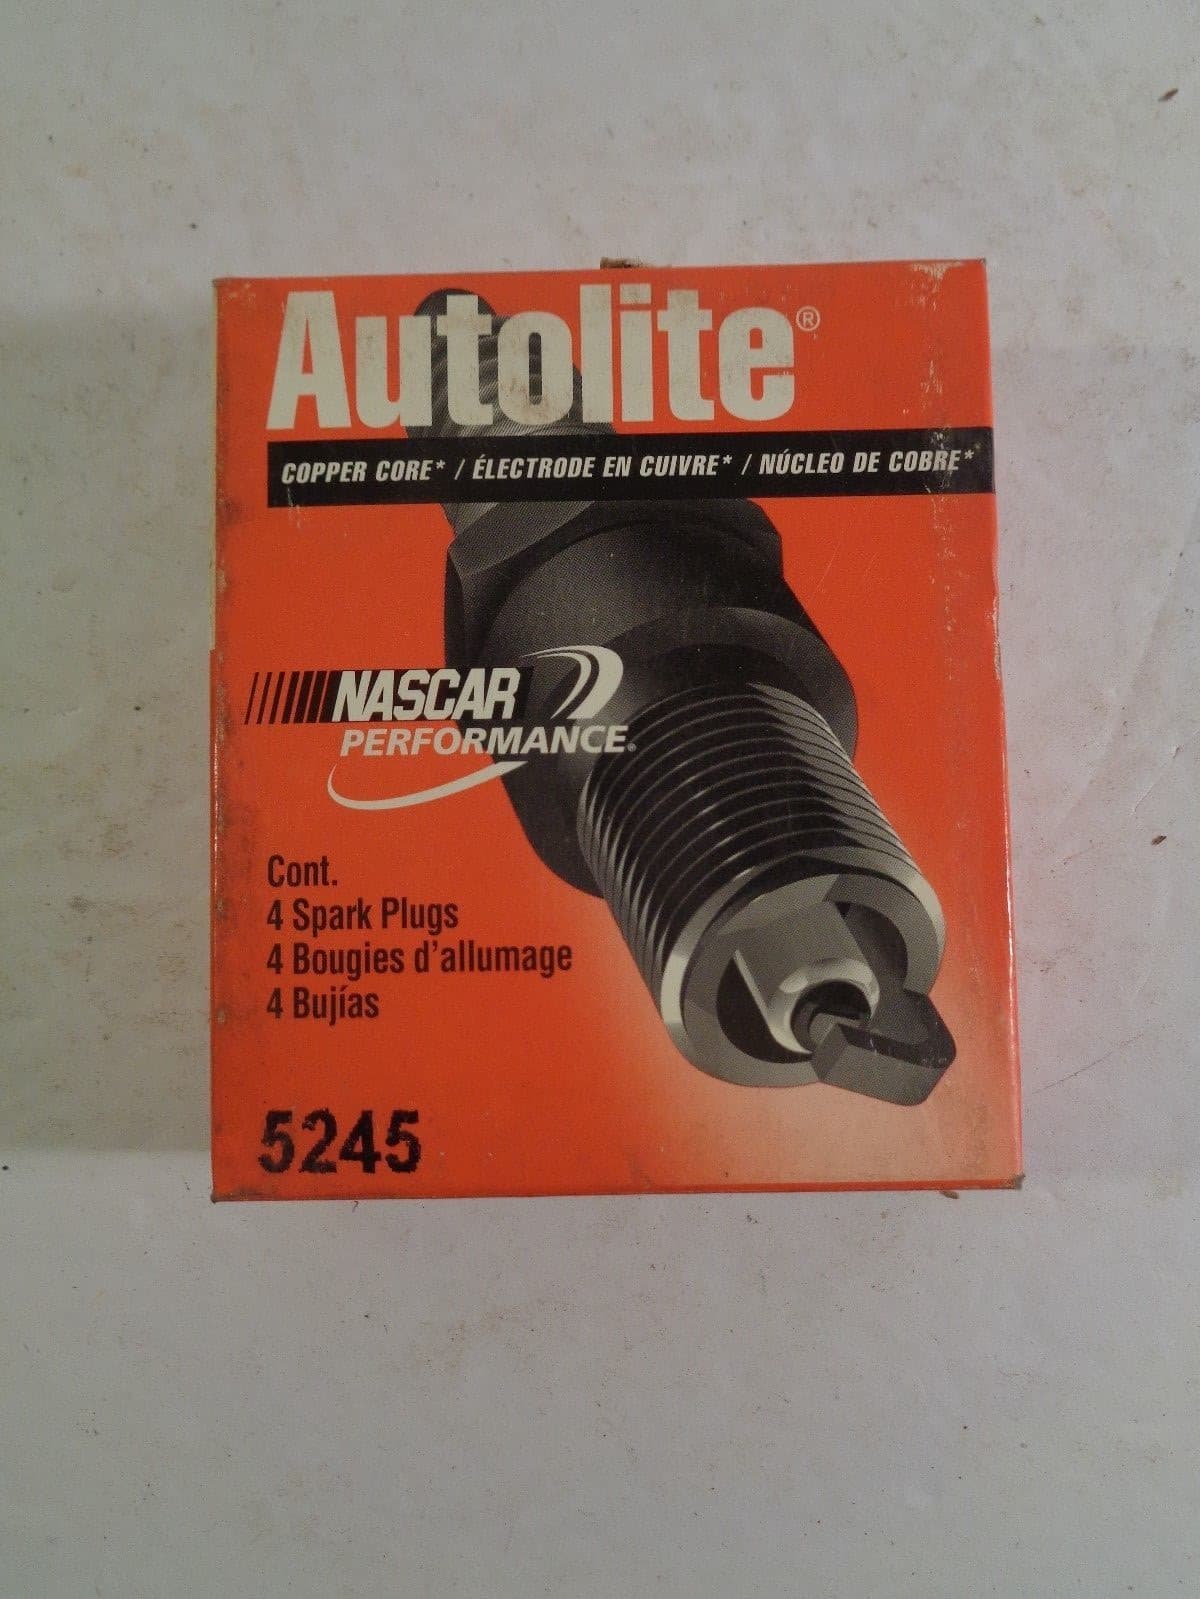 Autolite®
COPPER CORE* / ÉLECTRODE EN CUIVRE* / NÚCLEO DE COBRE*
NASCAR
PERFORMANCE®
Cont.
4 Spark Plugs
4 Bougies d'allumage
4 Bujías
5245